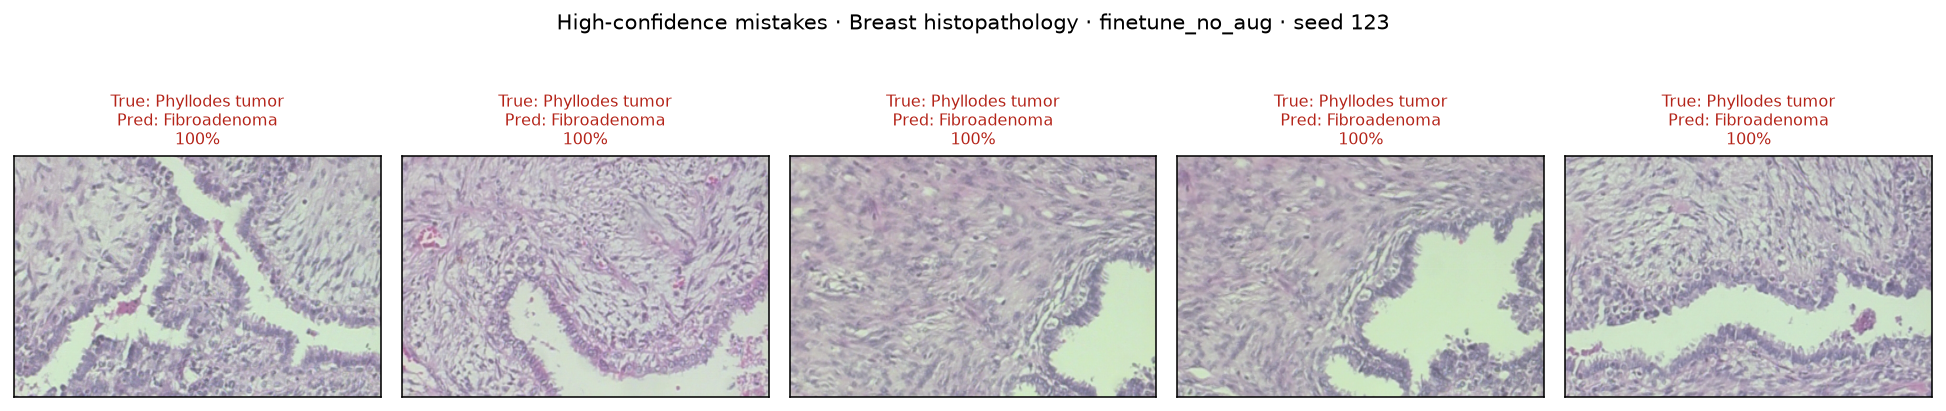 High-confidence mistakes · Breast histopathology · finetune_no_aug · seed 123
True: Phyllodes tumor
Pred: Fibroadenoma
100%
True: Phyllodes tumor
Pred: Fibroadenoma
100%
True: Phyllodes tumor
Pred: Fibroadenoma
100%
True: Phyllodes tumor
Pred: Fibroadenoma
100%
True: Phyllodes tumor
Pred: Fibroadenoma
100%